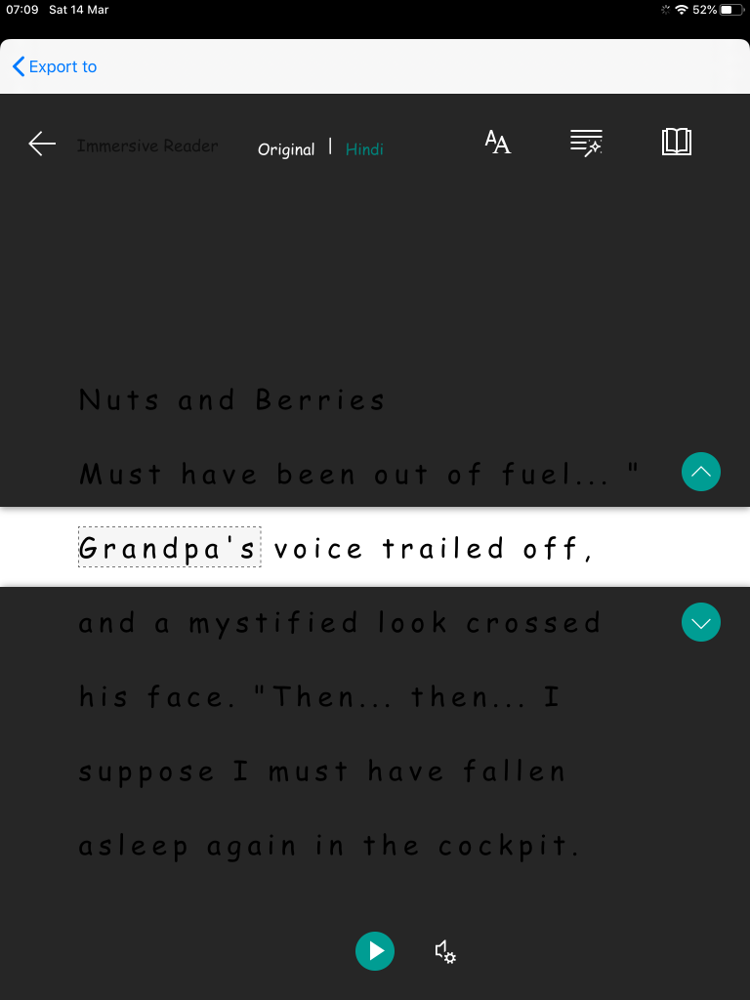 07:09 Sat 14 Mar 52%
Export to
Immersive Reader Original | Hindi AA
Nuts and Berries
Must have been out of fuel... "
Grandpa's voice trailed off,
and a mystified look crossed
his face. "Then... then... I
suppose I must have fallen
asleep again in the cockpit.